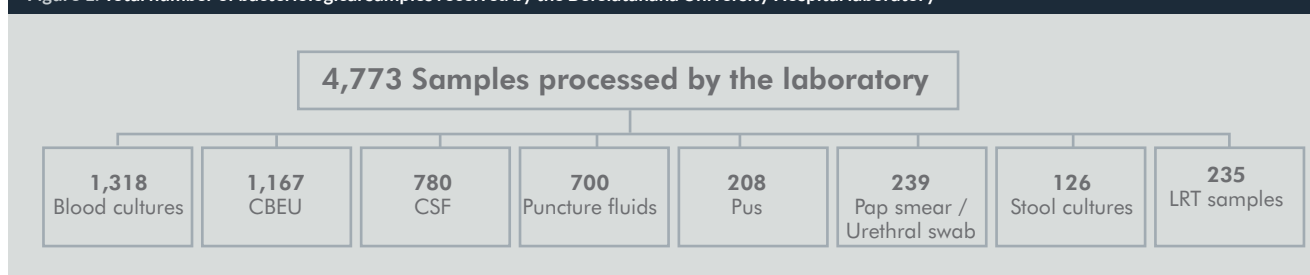 4,773 Samples processed by the laboratory
1,318
Blood cultures
1,167
CBEU
780
CSF
700
Puncture fluids
208
Pus
239
Pap smear /
Urethral swab
126
Stool cultures
235
LRT samples